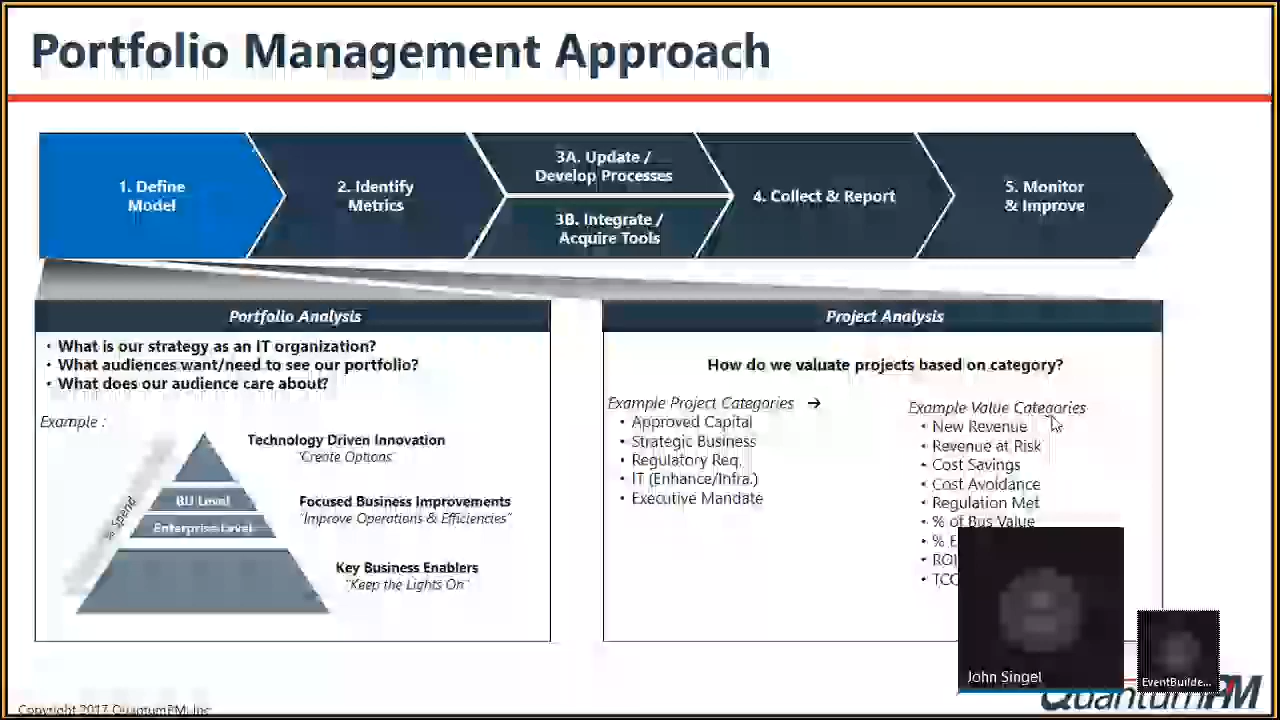 Portfolio Management Approach
1. Define
Model
2. Identify
Metrics
3A. Update /
Develop Processes
3B. Integrate /
Acquire Tools
4. Collect & Report
5. Monitor
& Improve
Portfolio Analysis
• What is our strategy as an IT organization?
• What audiences want/need to see our portfolio?
• What does our audience care about?
Example :
% Spend
BU Level
Enterprise Level
Technology Driven Innovation
"Create Options"
Focused Business Improvements
"Improve Operations & Efficiencies"
Key Business Enablers
"Keep the Lights On"
Project Analysis
How do we valuate projects based on category?
Example Project Categories →
• Approved Capital
• Strategic Business
• Regulatory Req.
• IT (Enhance/Infra.)
• Executive Mandate
Example Value Categories
• New Revenue
• Revenue at Risk
• Cost Savings
• Cost Avoidance
• Regulation Met
• % of Bus Value
• %
• ROI
• TCO
John Singel
EventBuilde...
QuantumPM
Copyright 2017 QuantumPM, Inc